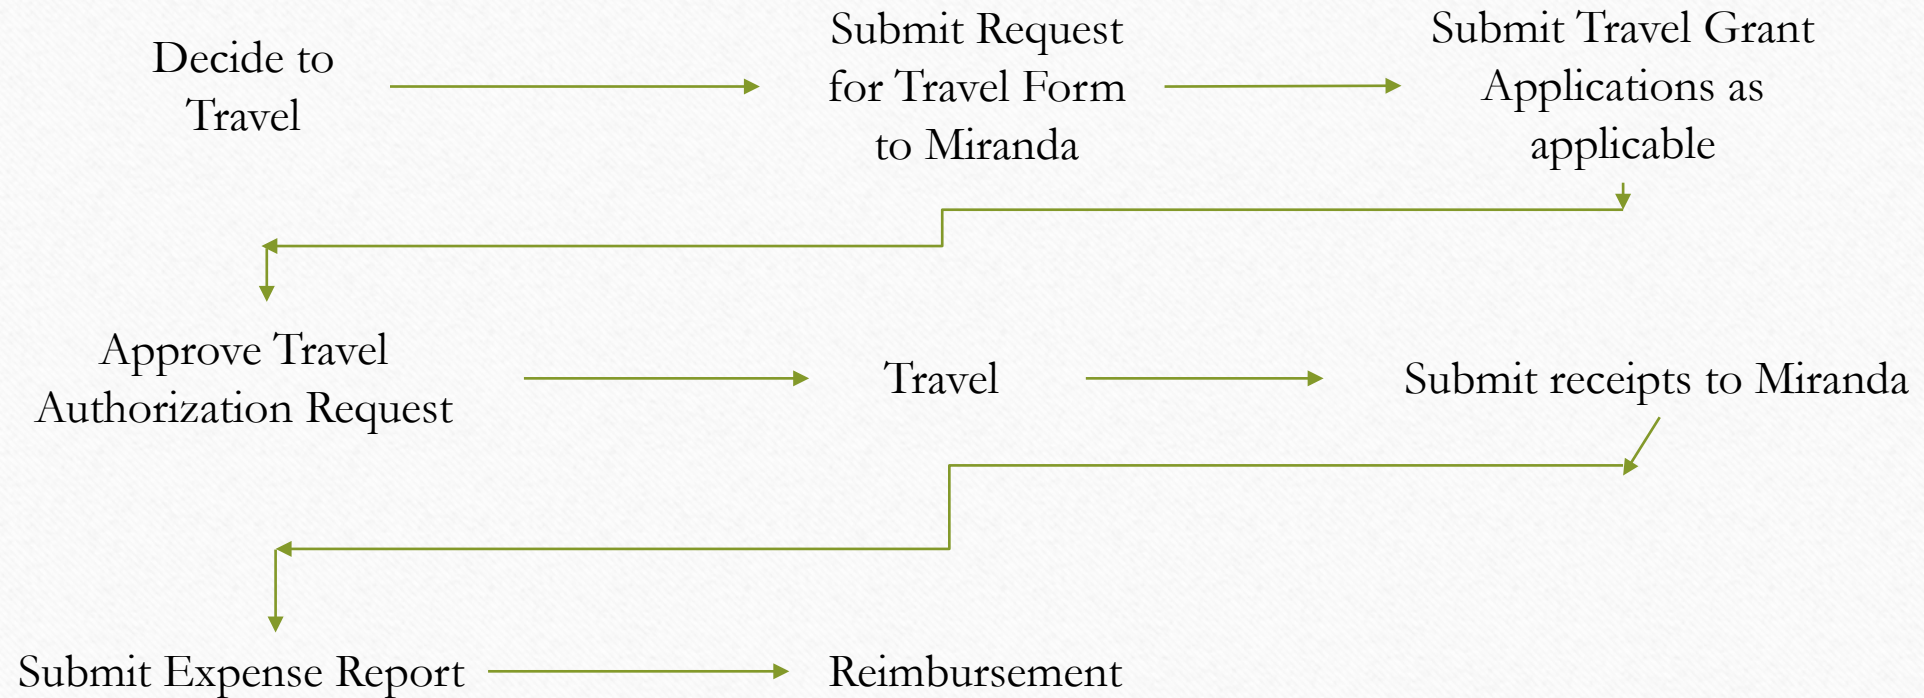 Decide to
Travel
Submit Request
for Travel Form
to Miranda
Submit Travel Grant
Applications as
applicable
Approve Travel
Authorization Request
Travel
Submit receipts to Miranda
Submit Expense Report
Reimbursement